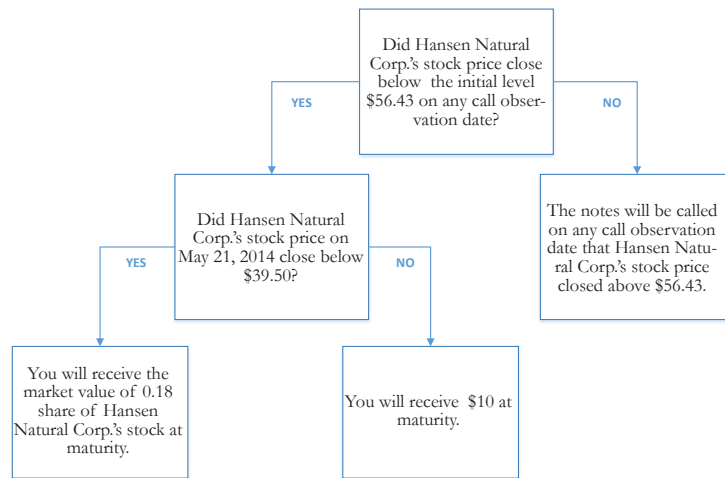 Did Hansen Natural
Corp.'s stock price close
below the initial level
$56.43 on any call obser-
vation date?
YES
NO
Did Hansen Natural
Corp.'s stock price on
May 21, 2014 close below
$39.50?
The notes will be called
on any call observation
date that Hansen Natu-
ral Corp.'s stock price
closed above $56.43.
YES
NO
You will receive the
market value of 0.18
share of Hansen
Natural Corp.'s stock at
maturity.
You will receive $10 at
maturity.